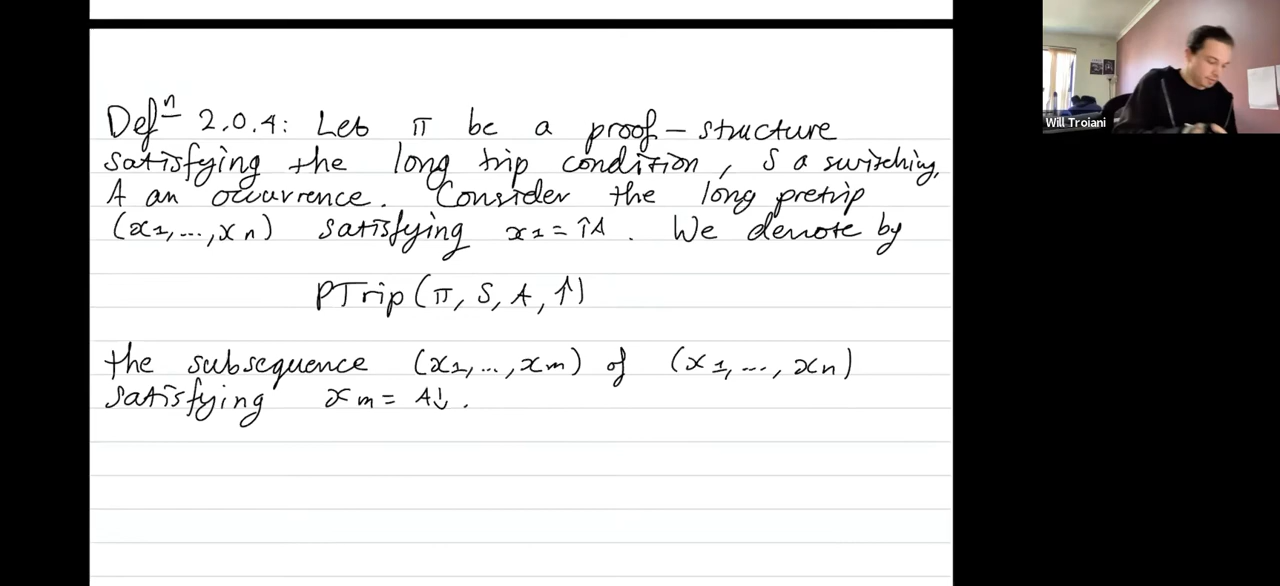 Defⁿ 2.0.4: Let π be a proof-structure
satisfying the long trip condition, S a switching,
A an occurrence. Consider the long pretrip
(x1,...,xn) satisfying x1 = ↑A. We denote by
PTrip(π, S, A, ↑)
the subsequence (x1,...,xm) of (x1,...,xn)
satisfying xm = A↓.
Will Troiani